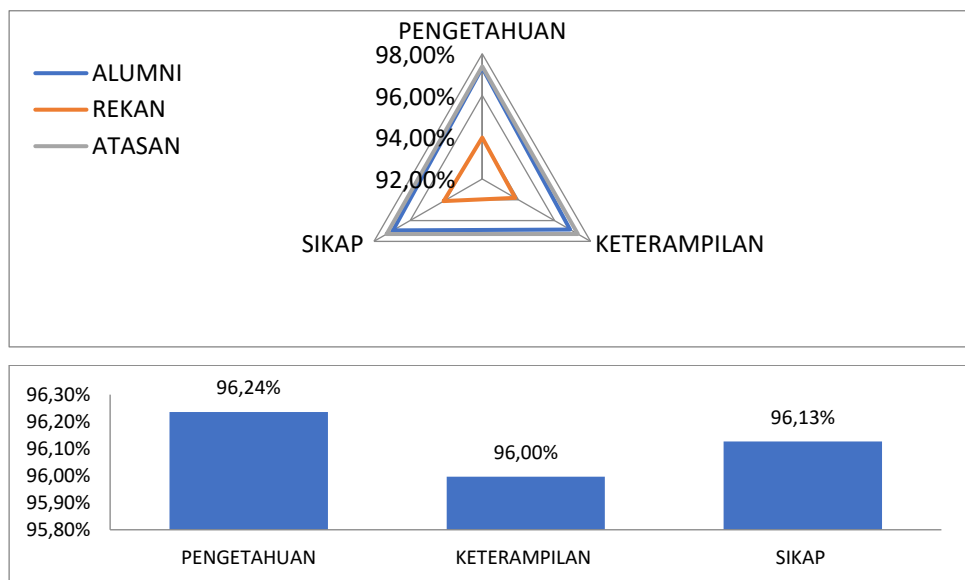 PENGETAHUAN
98,00%
96,00%
94,00%
92,00%
ALUMNI
REKAN
ATASAN
SIKAP
KETERAMPILAN
96,30%
96,20%
96,10%
96,00%
95,90%
95,80%
96,24%
96,00%
96,13%
PENGETAHUAN
KETERAMPILAN
SIKAP